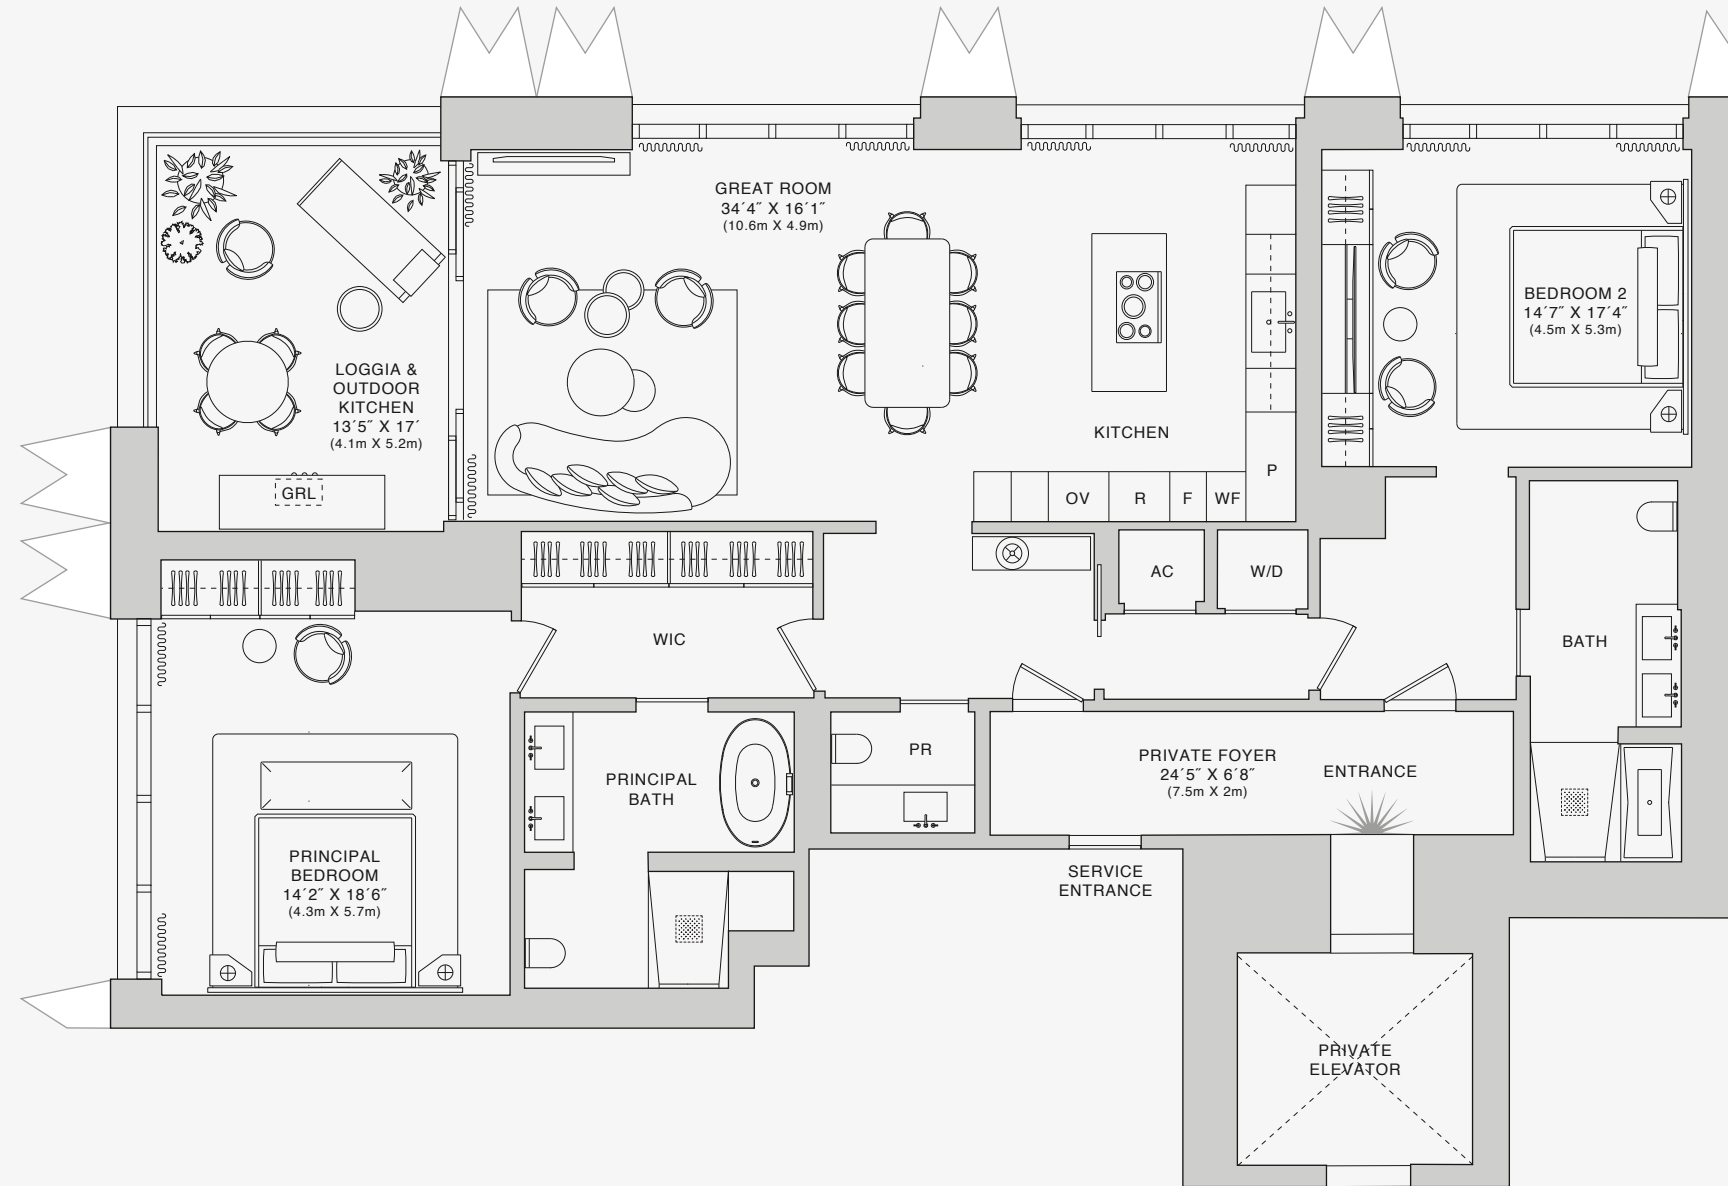 GREAT ROOM
34´4˝ X 16´1˝
(10.6m X 4.9m)
LOGGIA &
OUTDOOR
KITCHEN
13´5˝ X 17´
(4.1m X 5.2m)
GRL
KITCHEN
OV
R
F
WF
P
BEDROOM 2
14´7˝ X 17´4˝
(4.5m X 5.3m)
AC
W/D
WIC
BATH
PRINCIPAL
BATH
PR
PRIVATE FOYER
24´5˝ X 6´8˝
(7.5m X 2m)
ENTRANCE
PRINCIPAL
BEDROOM
14´2˝ X 18´6˝
(4.3m X 5.7m)
SERVICE
ENTRANCE
PRIVATE
ELEVATOR